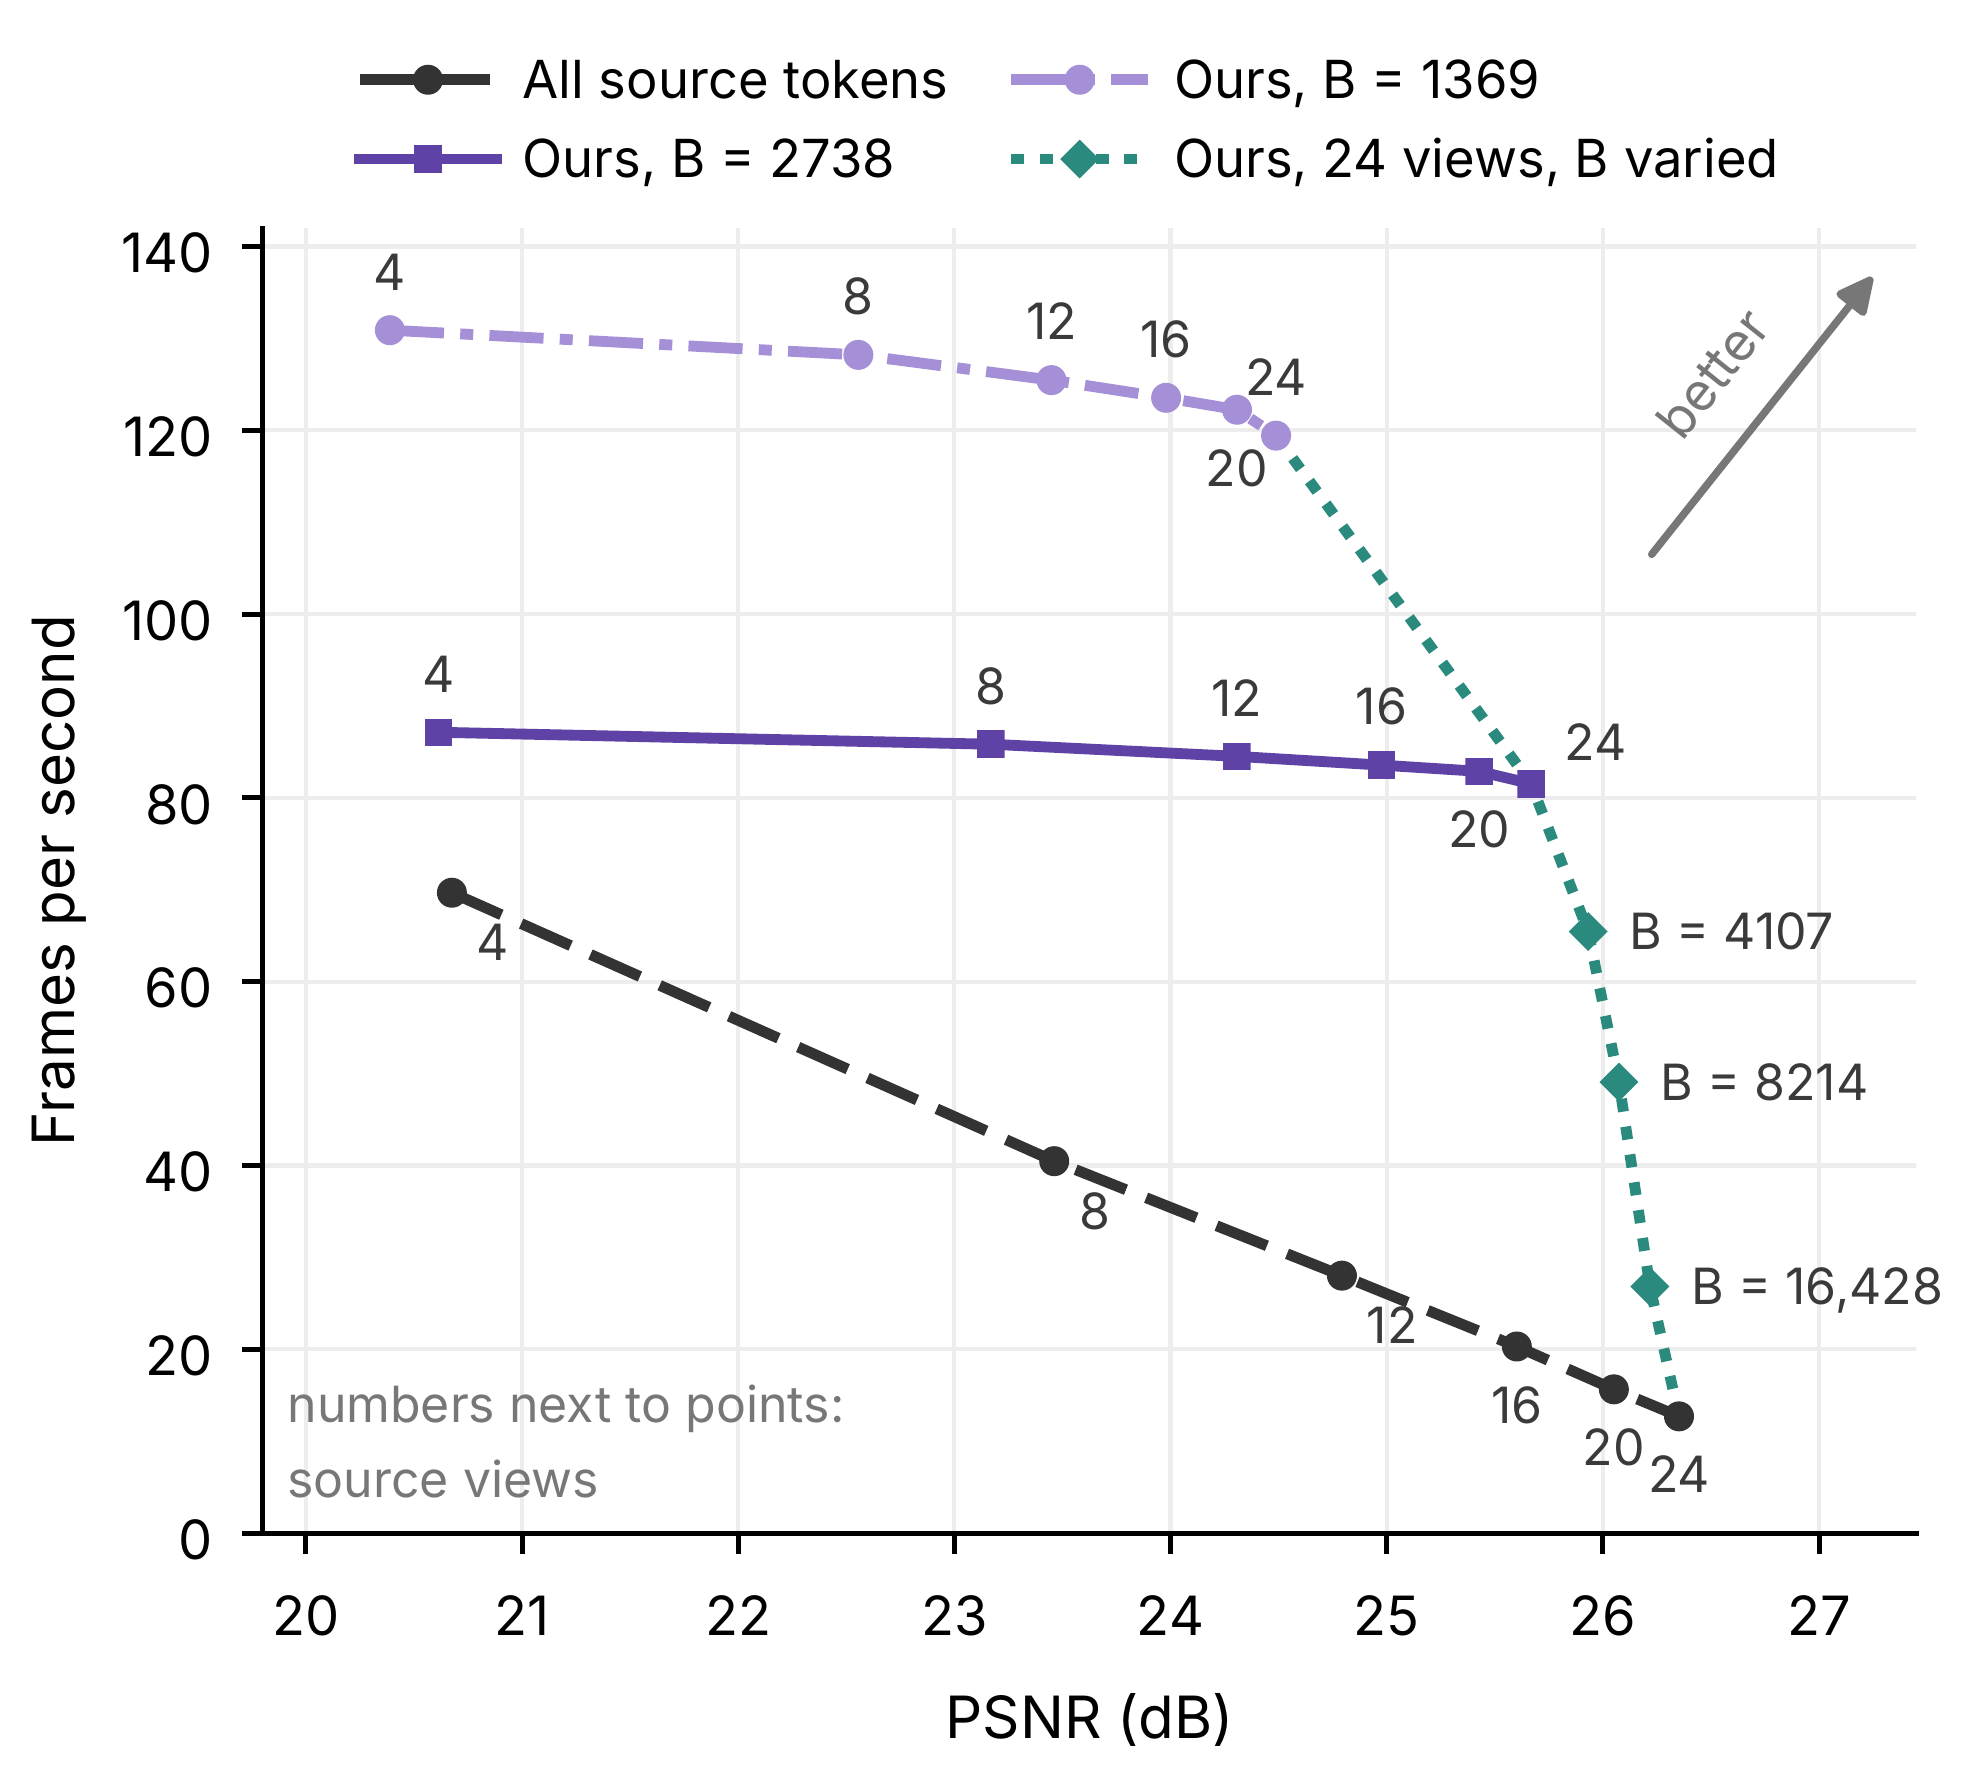 All source tokens
Ours, B = 1369
Ours, B = 2738
Ours, 24 views, B varied
140
120
100
80
60
40
20
0
Frames per second
4
8
12
16
24
20
better
4
8
12
16
24
20
4
8
12
16
20
24
B = 4107
B = 8214
B = 16,428
numbers next to points:
source views
20
21
22
23
24
25
26
27
PSNR (dB)